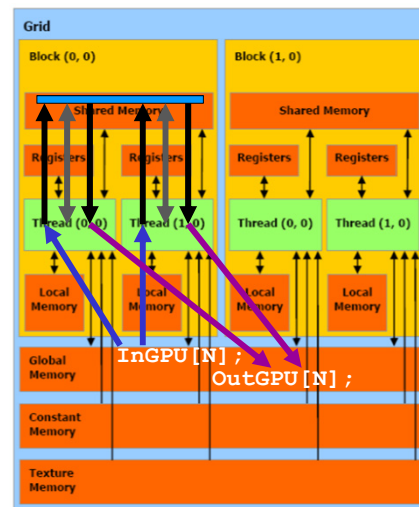 Grid
Block (0, 0)
Block (1, 0)
Shared Memory
Shared Memory
Registers
Registers
Registers
Registers
Thread (0, 0)
Thread (1, 0)
Thread (0, 0)
Thread (1, 0)
Local
Memory
Local
Memory
Local
Memory
Local
Memory
Global
Memory
InGPU[N];
OutGPU[N];
Constant
Memory
Texture
Memory